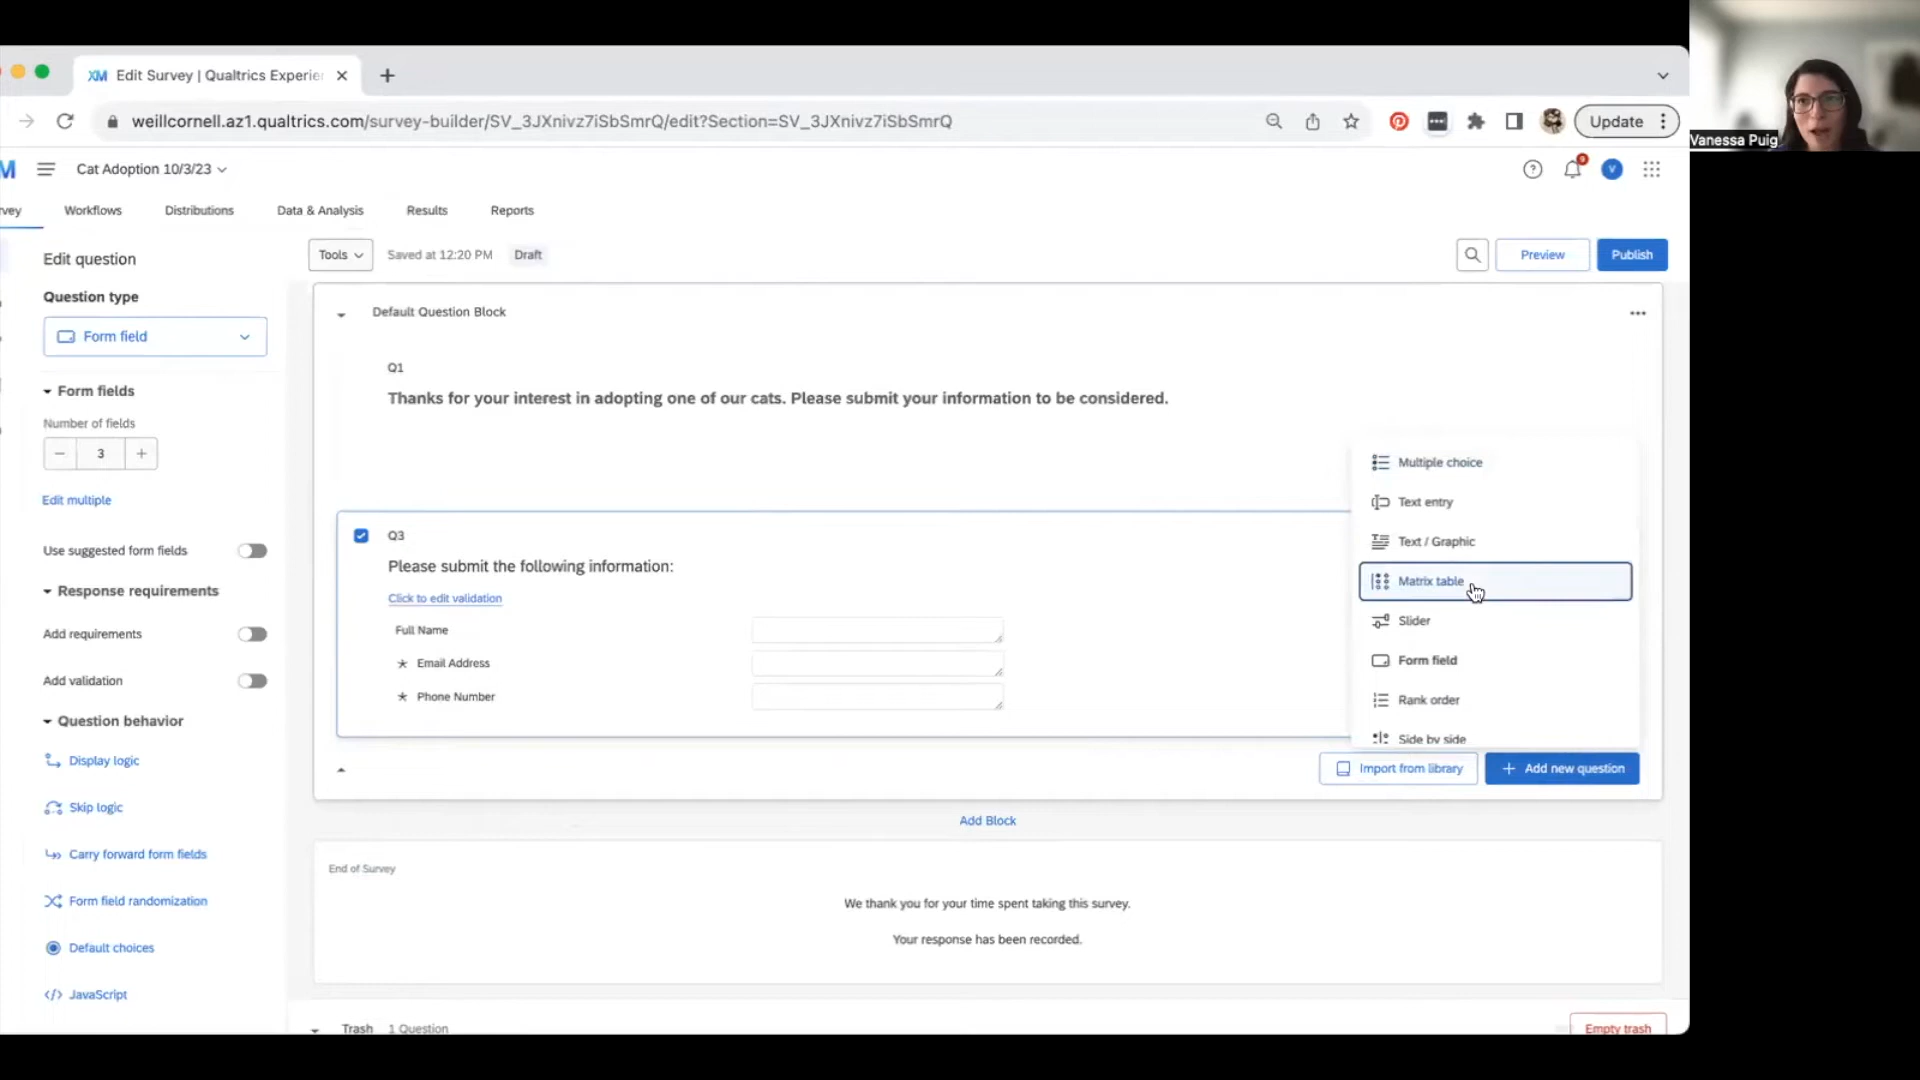 Edit Survey | Qualtrics Experie
weillcornell.az1.qualtrics.com/survey-builder/SV_3JXnivz7iSbSmrQ/edit?Section=SV_3JXnivz7iSbSmrQ
Update
Vanessa Puig
Cat Adoption 10/3/23
V
Workflows
Distributions
Data & Analysis
Results
Reports
Edit question
Tools
Saved at 12:20 PM
Draft
Preview
Publish
Question type
Form field
Form fields
Number of fields
3
Edit multiple
Use suggested form fields
Response requirements
Add requirements
Add validation
Question behavior
Display logic
Skip logic
Carry forward form fields
Form field randomization
Default choices
JavaScript
Default Question Block
Q1
Thanks for your interest in adopting one of our cats. Please submit your information to be considered.
Q3
Please submit the following information:
Click to edit validation
Full Name
* Email Address
* Phone Number
Multiple choice
Text entry
Text / Graphic
Matrix table
Slider
Form field
Rank order
Side by side
Import from library
+ Add new question
Add Block
End of Survey
We thank you for your time spent taking this survey.
Your response has been recorded.
Trash
1 Question
Empty trash